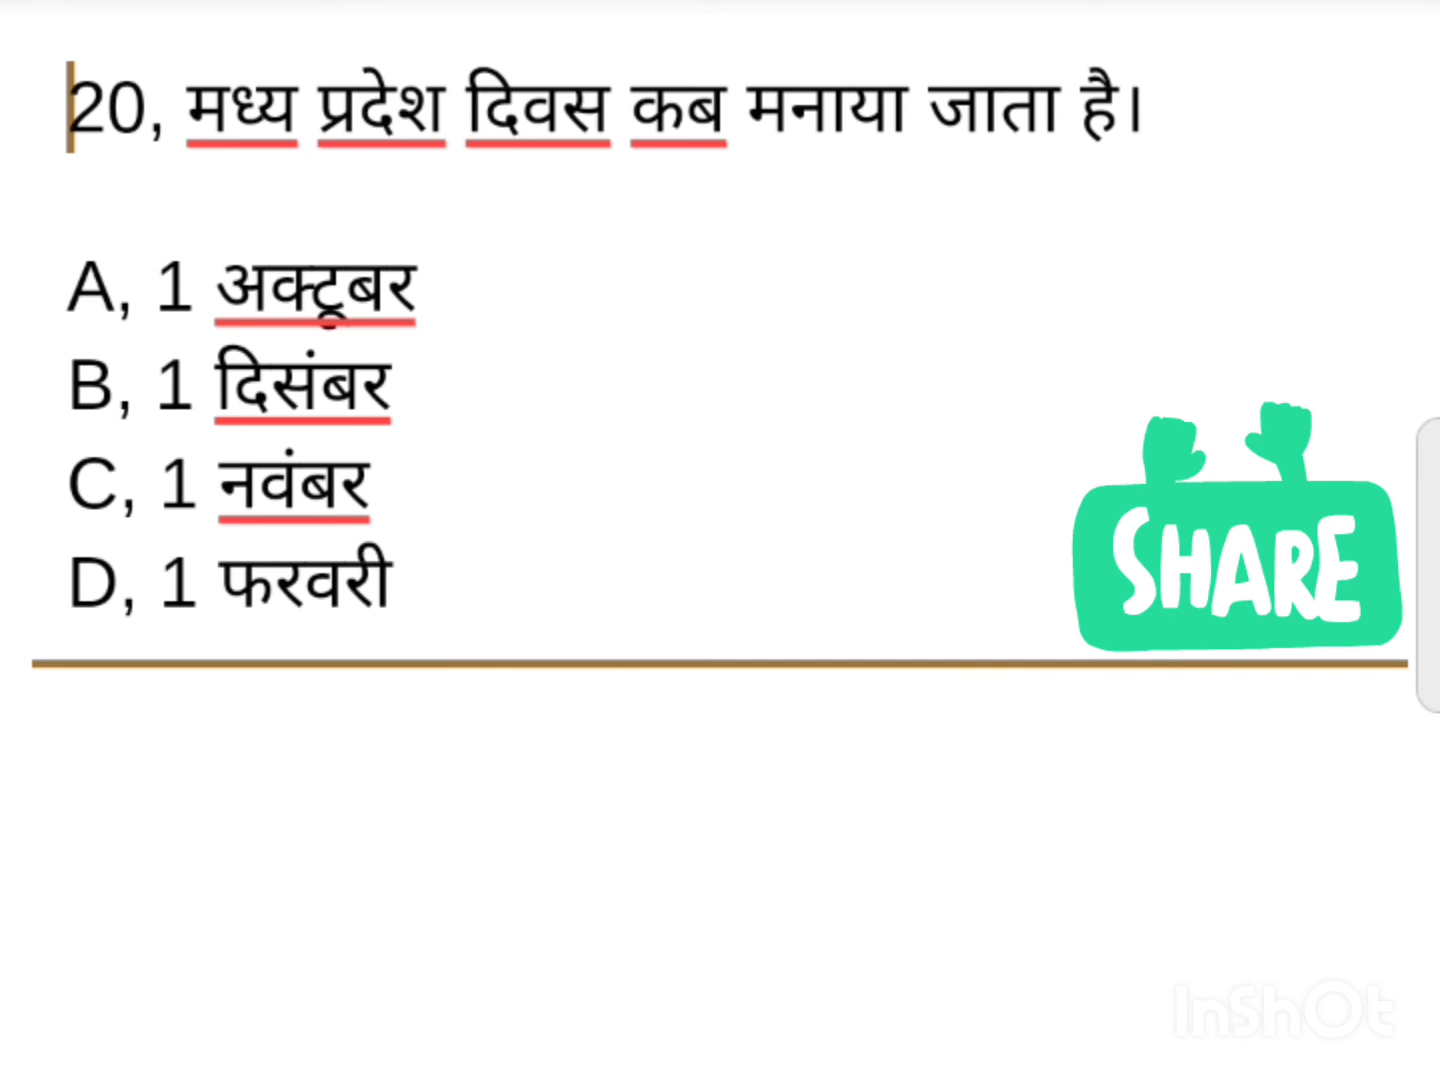 20, मध्य प्रदेश दिवस कब मनाया जाता है।
A, 1 अक्टूबर
B, 1 दिसंबर
C, 1 नवंबर
D, 1 फरवरी
SHARE
InShOt